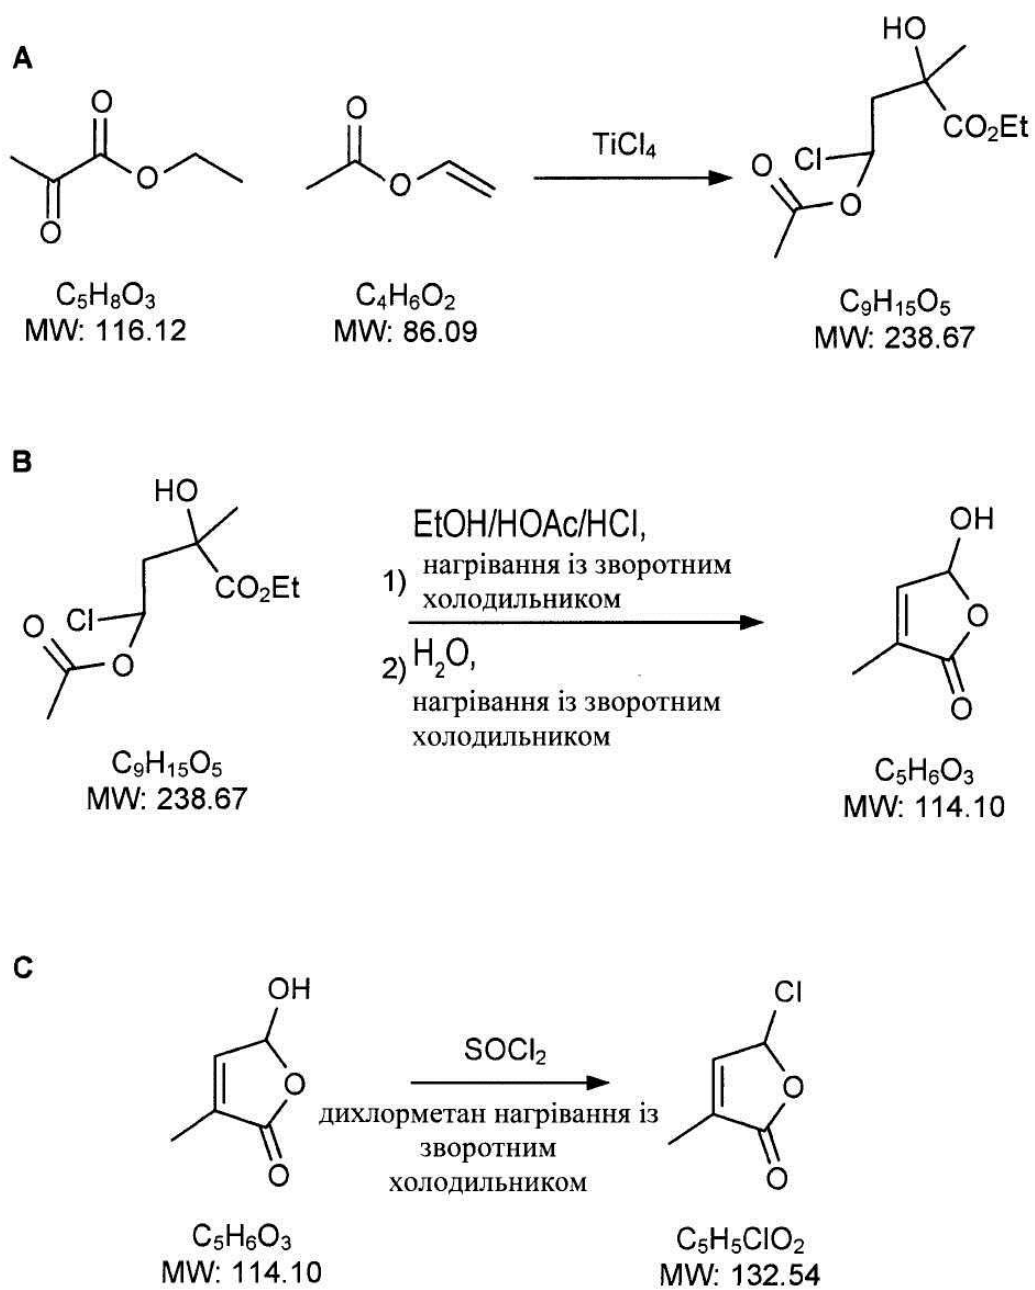 A
HO
O
O
O
O
O
TiCl₄
CO₂Et
Cl
O
O
C₅H₈O₃
MW: 116.12
C₄H₆O₂
MW: 86.09
C₉H₁₅O₅
MW: 238.67
B
HO
CO₂Et
Cl
O
O
EtOH/HOAc/HCl,
1) нагрівання із зворотним
холодильником
2) H₂O,
нагрівання із зворотним
холодильником
OH
O
O
C₉H₁₅O₅
MW: 238.67
C₅H₆O₃
MW: 114.10
C
OH
O
O
SOCl₂
дихлорметан нагрівання із
зворотним
холодильником
Cl
O
O
C₅H₆O₃
MW: 114.10
C₅H₅ClO₂
MW: 132.54